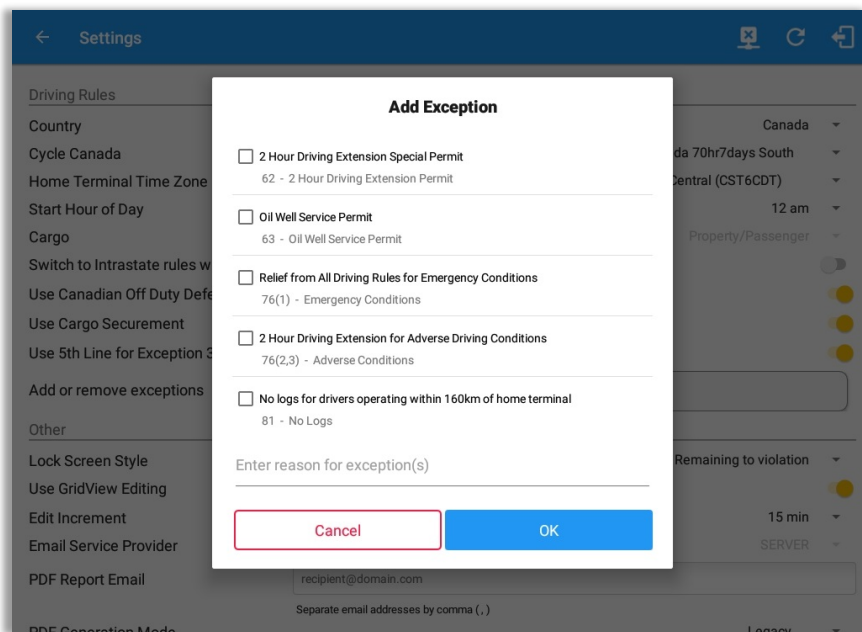 Settings
Driving Rules
Country Canada
Cycle Canada da 70hr7days South
Home Terminal Time Zone Central (CST6CDT)
Start Hour of Day 12 am
Cargo Property/Passenger
Switch to Intrastate rules w
Use Canadian Off Duty Defe
Use Cargo Securement
Use 5th Line for Exception 3
Add or remove exceptions
Other
Lock Screen Style Remaining to violation
Use GridView Editing
Edit Increment 15 min
Email Service Provider SERVER
PDF Report Email recipient@domain.com
Separate email addresses by comma ( , )
PDF Generation Mode Legacy
Add Exception
2 Hour Driving Extension Special Permit
62 - 2 Hour Driving Extension Permit
Oil Well Service Permit
63 - Oil Well Service Permit
Relief from All Driving Rules for Emergency Conditions
76(1) - Emergency Conditions
2 Hour Driving Extension for Adverse Driving Conditions
76(2,3) - Adverse Conditions
No logs for drivers operating within 160km of home terminal
81 - No Logs
Enter reason for exception(s)
Cancel OK